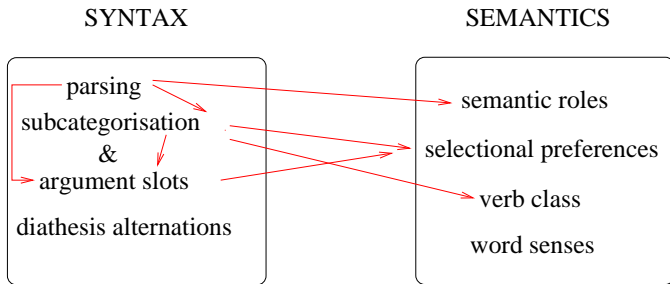 SYNTAX
SEMANTICS
parsing
subcategorisation
&
argument slots
diathesis alternations
semantic roles
selectional preferences
verb class
word senses